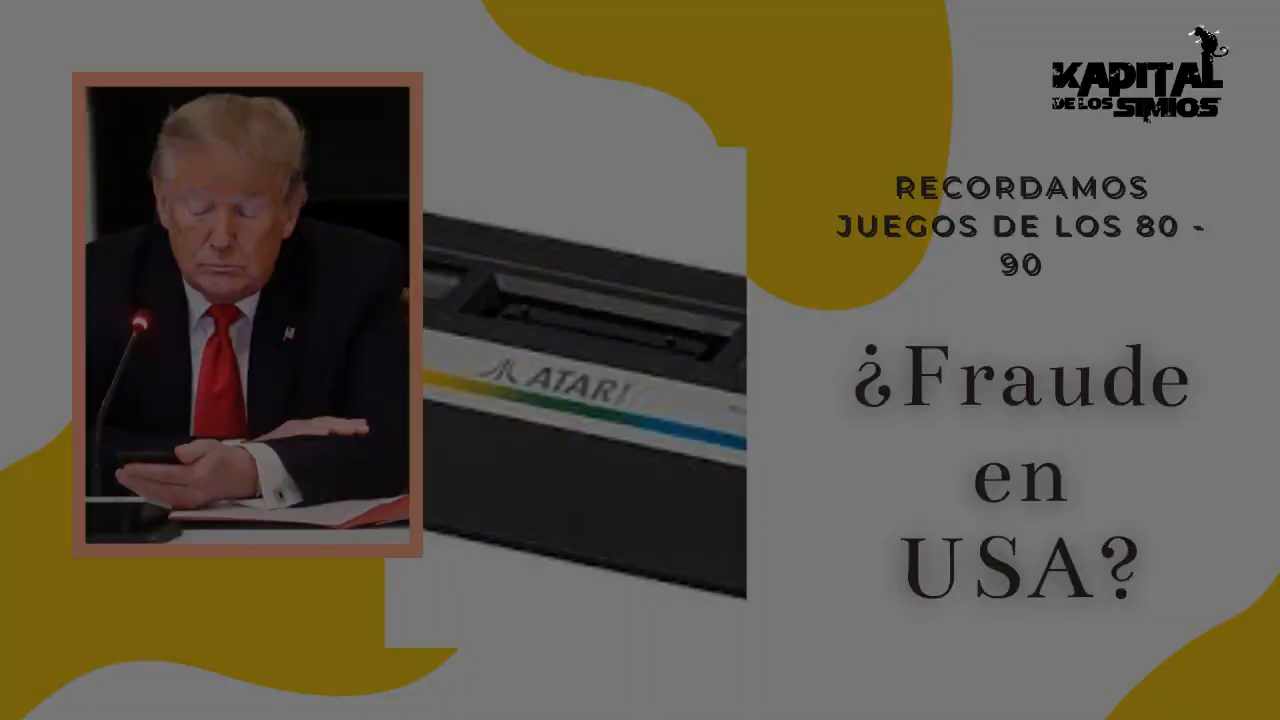 KAPITAL
DE LOS SIMIOS
RECORDAMOS
JUEGOS DE LOS 80 -
90
ATARI
¿Fraude
en
USA?